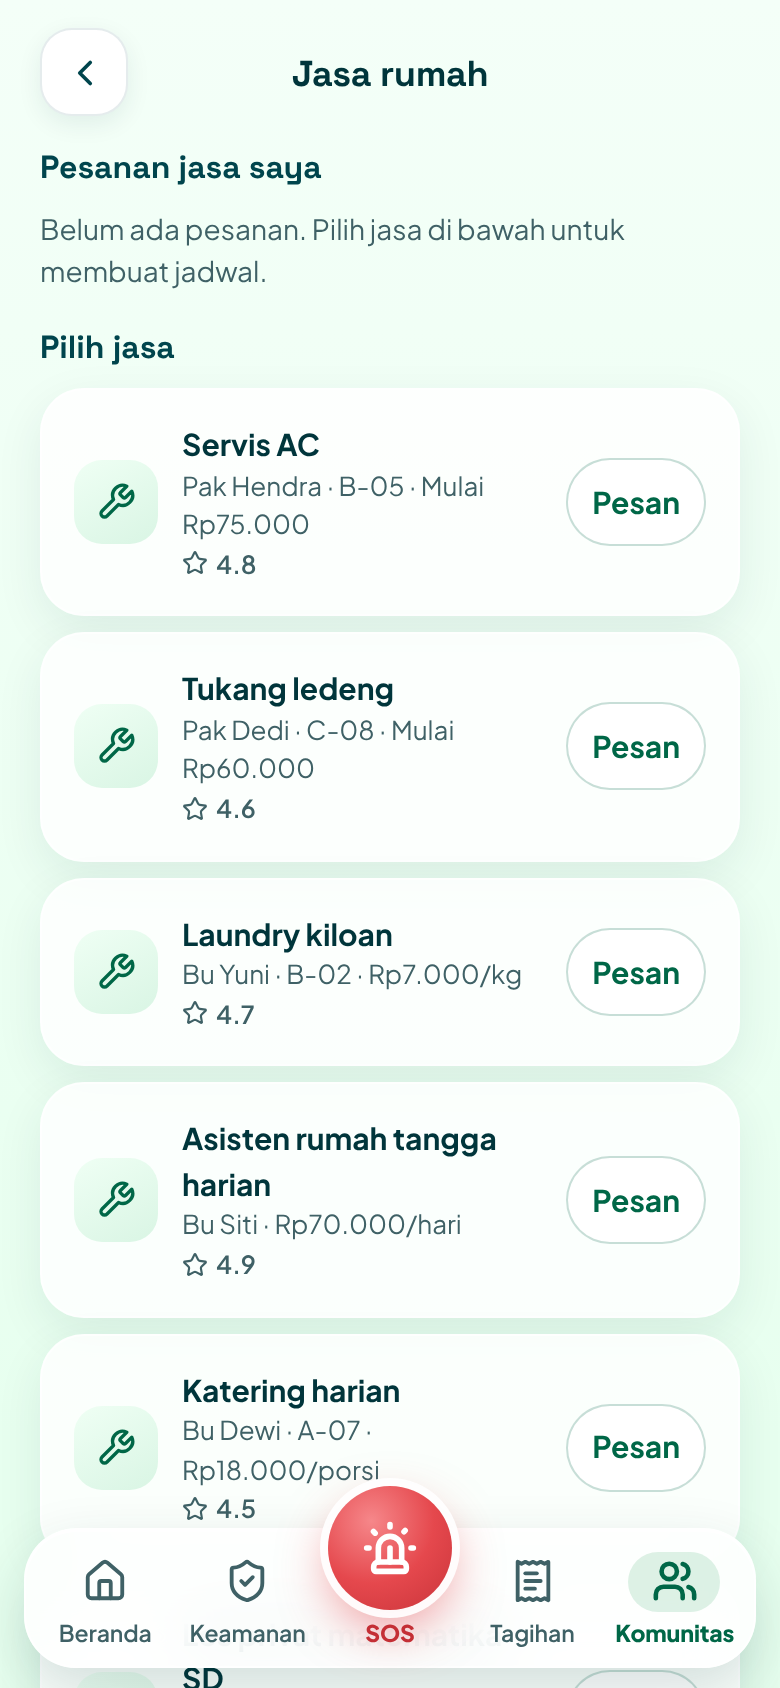 Jasa rumah
Pesanan jasa saya
Belum ada pesanan. Pilih jasa di bawah untuk
membuat jadwal.
Pilih jasa
Servis AC
Pak Hendra · B-05 · Mulai
Rp75.000
4.8
Pesan
Tukang ledeng
Pak Dedi · C-08 · Mulai
Rp60.000
4.6
Pesan
Laundry kiloan
Bu Yuni · B-02 · Rp7.000/kg
4.7
Pesan
Asisten rumah tangga
harian
Bu Siti · Rp70.000/hari
4.9
Pesan
Katering harian
Bu Dewi · A-07 ·
Rp18.000/porsi
4.5
Pesan
SD
Beranda
Keamanan
SOS
Tagihan
Komunitas